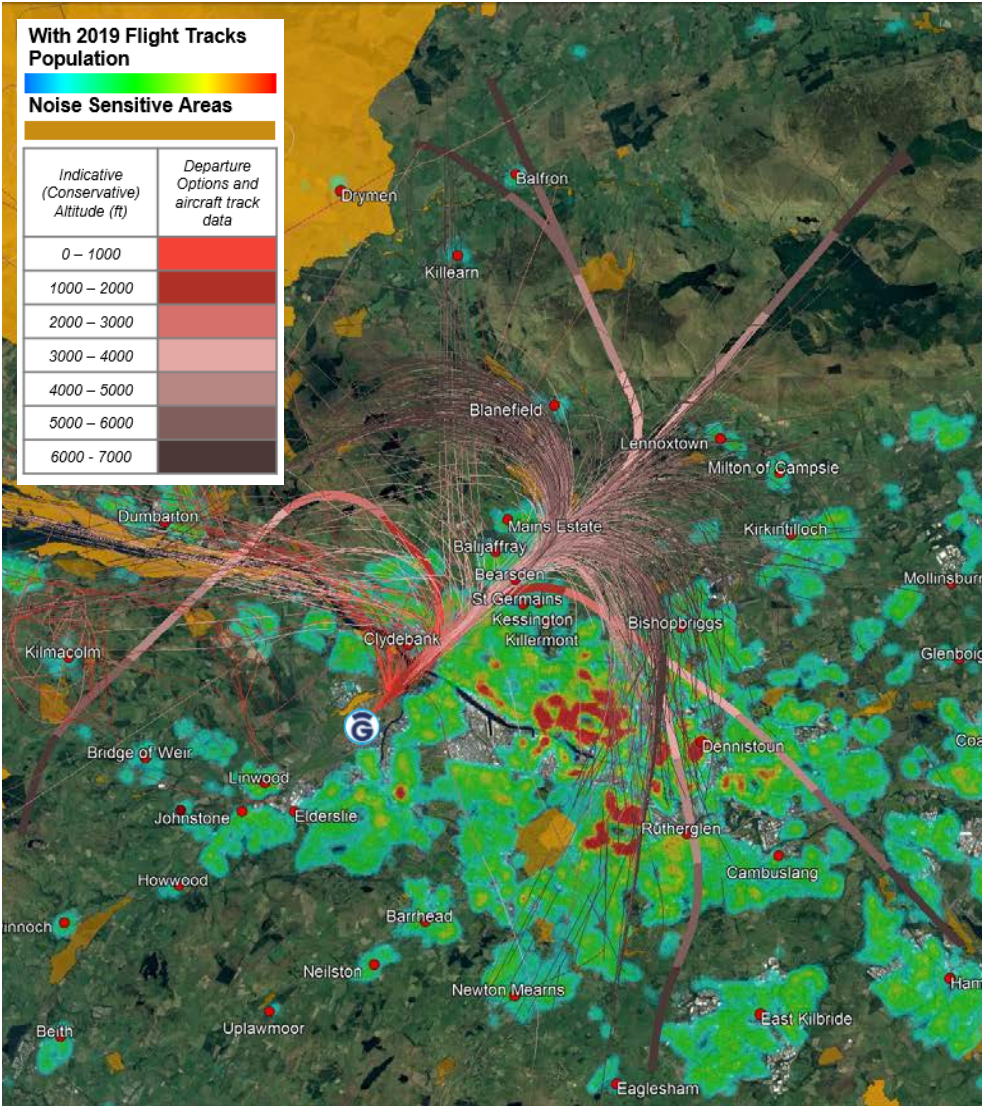 With 2019 Flight Tracks
Population
Noise Sensitive Areas
Indicative
(Conservative)
Altitude (ft)
Departure
Options and
aircraft track
data
0 – 1000
1000 – 2000
2000 – 3000
3000 – 4000
4000 – 5000
5000 – 6000
6000 - 7000
Drymen
Balfron
Killearn
Blanefield
Lennoxtown
Milton of Campsie
Dumbarton
Mains Estate
Kirkintilloch
Baljaffray
Bearsden
Mollinsburn
St Germains
Kessington
Bishopbriggs
Clydebank
Killermont
Kilmacolm
Glenboig
G
Bridge of Weir
Dennistoun
Coa
Linwood
Johnstone
Elderslie
Rutherglen
Cambuslang
Howwood
Barrhead
innoch
Neilston
Newton Mearns
Ham
Uplawmoor
East Kilbride
Beith
Eaglesham